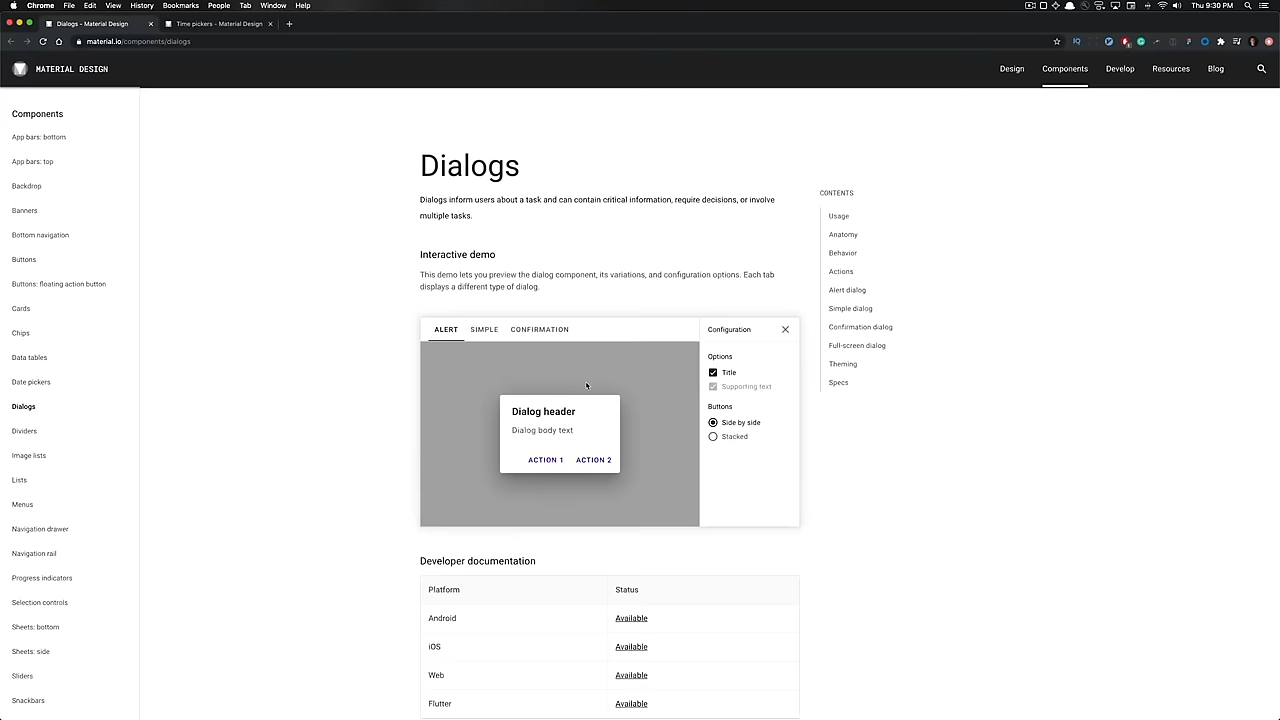 Chrome File Edit View History Bookmarks People Tab Window Help
Thu 9:30 PM
Dialogs - Material Design
Time pickers - Material Design
material.io/components/dialogs
MATERIAL DESIGN
Design Components Develop Resources Blog
Components
App bars: bottom
App bars: top
Backdrop
Banners
Bottom navigation
Buttons
Buttons: floating action button
Cards
Chips
Data tables
Date pickers
Dialogs
Dividers
Image lists
Lists
Menus
Navigation drawer
Navigation rail
Progress indicators
Selection controls
Sheets: bottom
Sheets: side
Sliders
Snackbars
Dialogs
Dialogs inform users about a task and can contain critical information, require decisions, or involve
multiple tasks.
Interactive demo
This demo lets you preview the dialog component, its variations, and configuration options. Each tab
displays a different type of dialog.
ALERT SIMPLE CONFIRMATION
Dialog header
Dialog body text
ACTION 1 ACTION 2
Configuration
Options
Title
Supporting text
Buttons
Side by side
Stacked
Developer documentation
Platform Status
Android Available
iOS Available
Web Available
Flutter Available
CONTENTS
Usage
Anatomy
Behavior
Actions
Alert dialog
Simple dialog
Confirmation dialog
Full-screen dialog
Theming
Specs